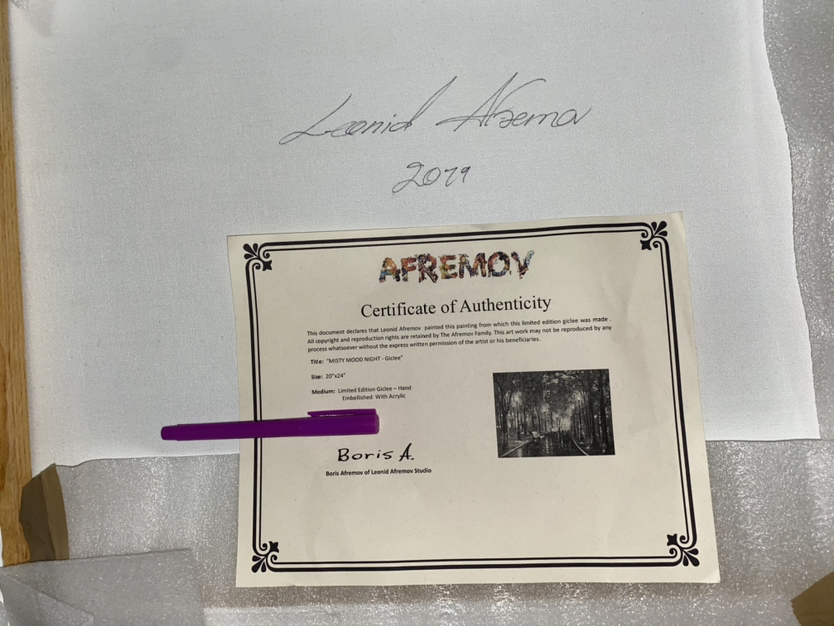 Leonid Afremov
2019
AFREMOV
Certificate of Authenticity
This document declares that Leonid Afremov painted this painting from which this limited edition giclee was made .
All copyright and reproduction rights are retained by The Afremov Family. This art work may not be reproduced by any
process whatsoever without the express written permission of the artist or his beneficiaries.
Title: "MISTY MOOD NIGHT - Giclee"
Size: 20"x24"
Medium: Limited Edition Giclee – Hand
Embellished With Acrylic
Boris A.
Boris Afremov of Leonid Afremov Studio